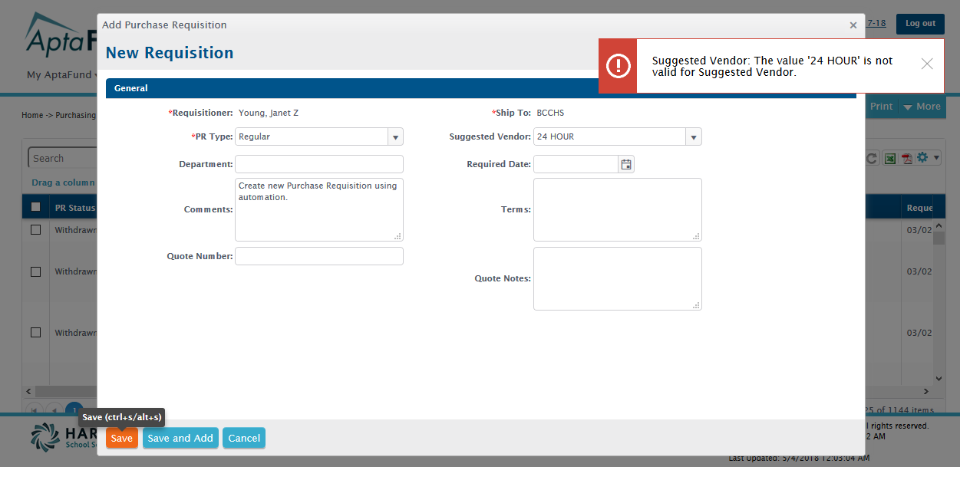 Add Purchase Requisition
×
7-18
Log out
AptaF
New Requisition
Suggested Vendor: The value '24 HOUR' is not
valid for Suggested Vendor.
My AptaFund
General
Home -> Purchasing
Print
More
*Requisitioner: Young, Janet Z
*Ship To: BCCHS
*PR Type: Regular
Suggested Vendor: 24 HOUR
Search
Department:
Required Date:
Drag a column
Create new Purchase Requisition using
automation.
Comments:
Terms:
PR Status
Reque
Withdrawn
03/02
Quote Number:
Quote Notes:
Withdrawn
03/02
Withdrawn
03/02
1
25 of 1144 items
Save (ctrl+s/alt+s)
HAR
School S
Save
Save and Add
Cancel
l rights reserved.
2 AM
Last Updated: 5/4/2018 12:03:04 AM